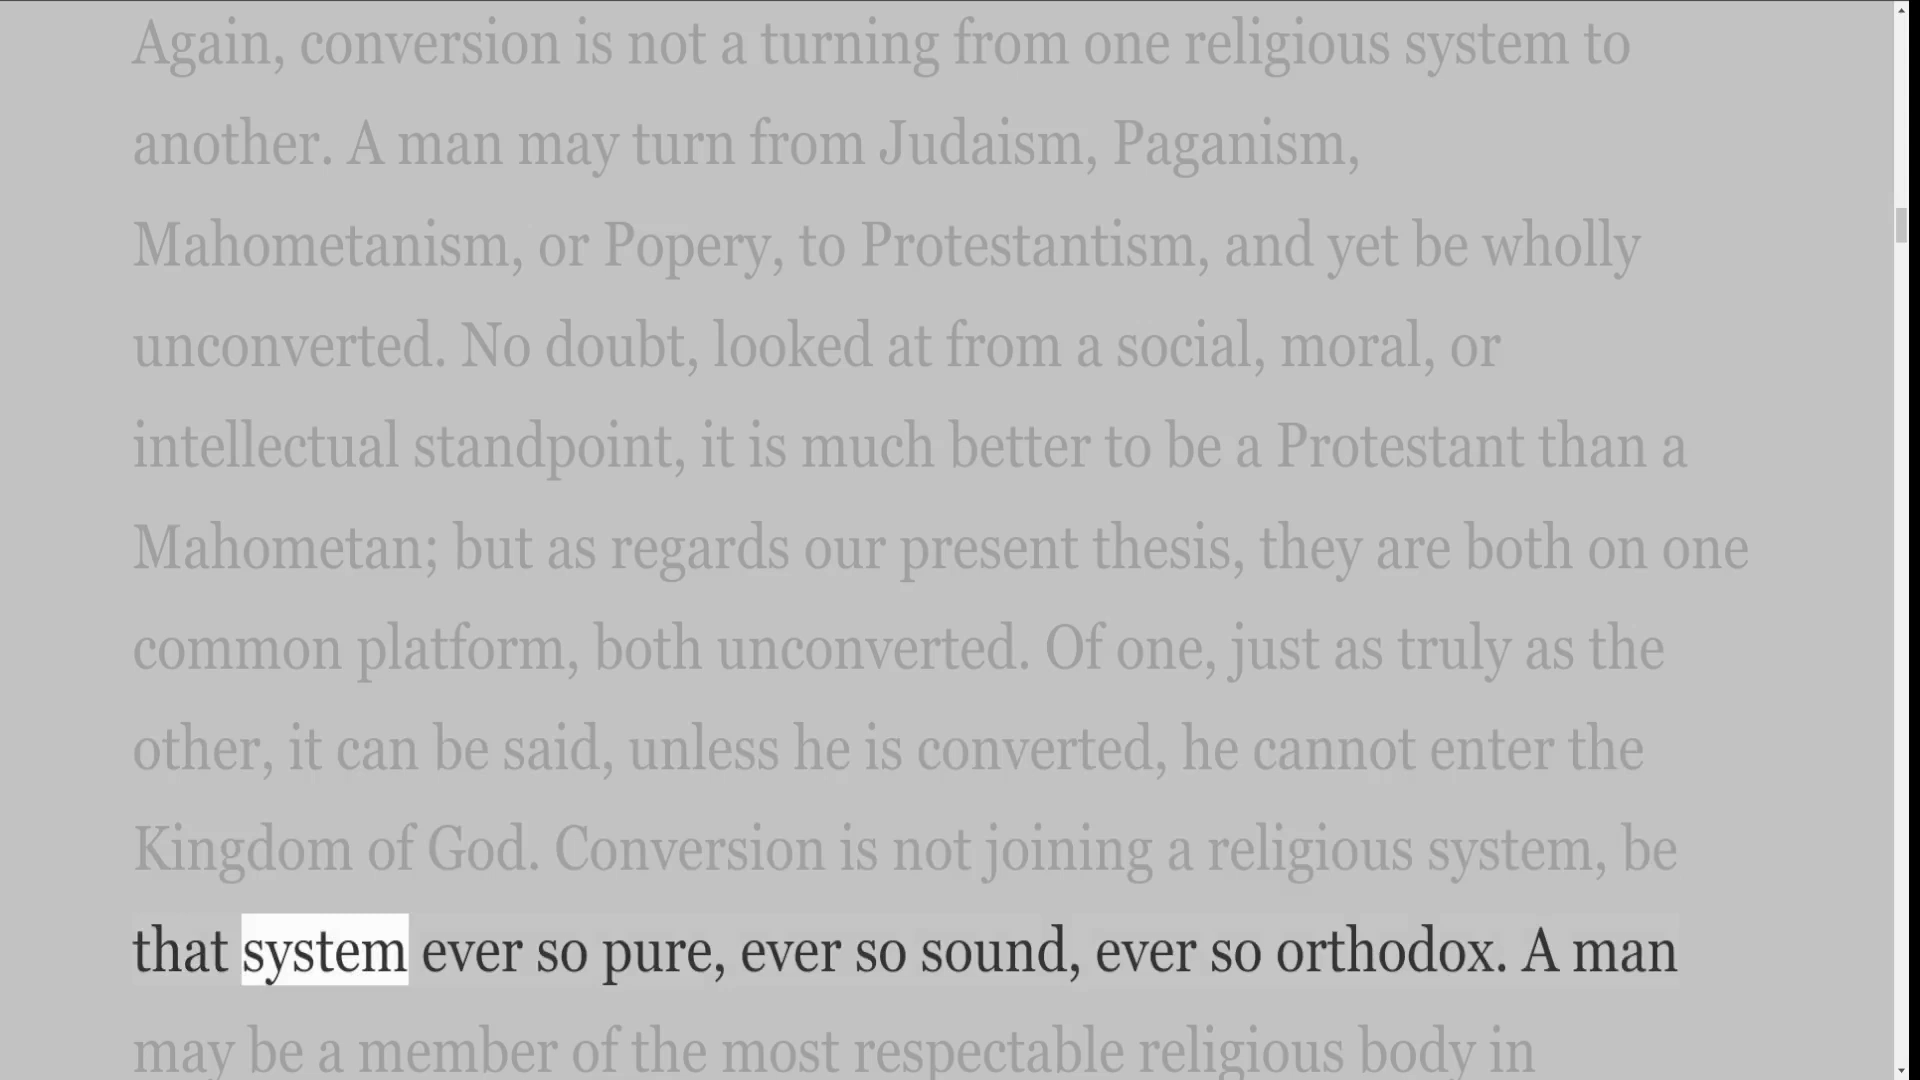 Again, conversion is not a turning from one religious system to
another. A man may turn from Judaism, Paganism,
Mahometanism, or Popery, to Protestantism, and yet be wholly
unconverted. No doubt, looked at from a social, moral, or
intellectual standpoint, it is much better to be a Protestant than a
Mahometan; but as regards our present thesis, they are both on one
common platform, both unconverted. Of one, just as truly as the
other, it can be said, unless he is converted, he cannot enter the
Kingdom of God. Conversion is not joining a religious system, be
that system ever so pure, ever so sound, ever so orthodox. A man
may be a member of the most respectable religious body in